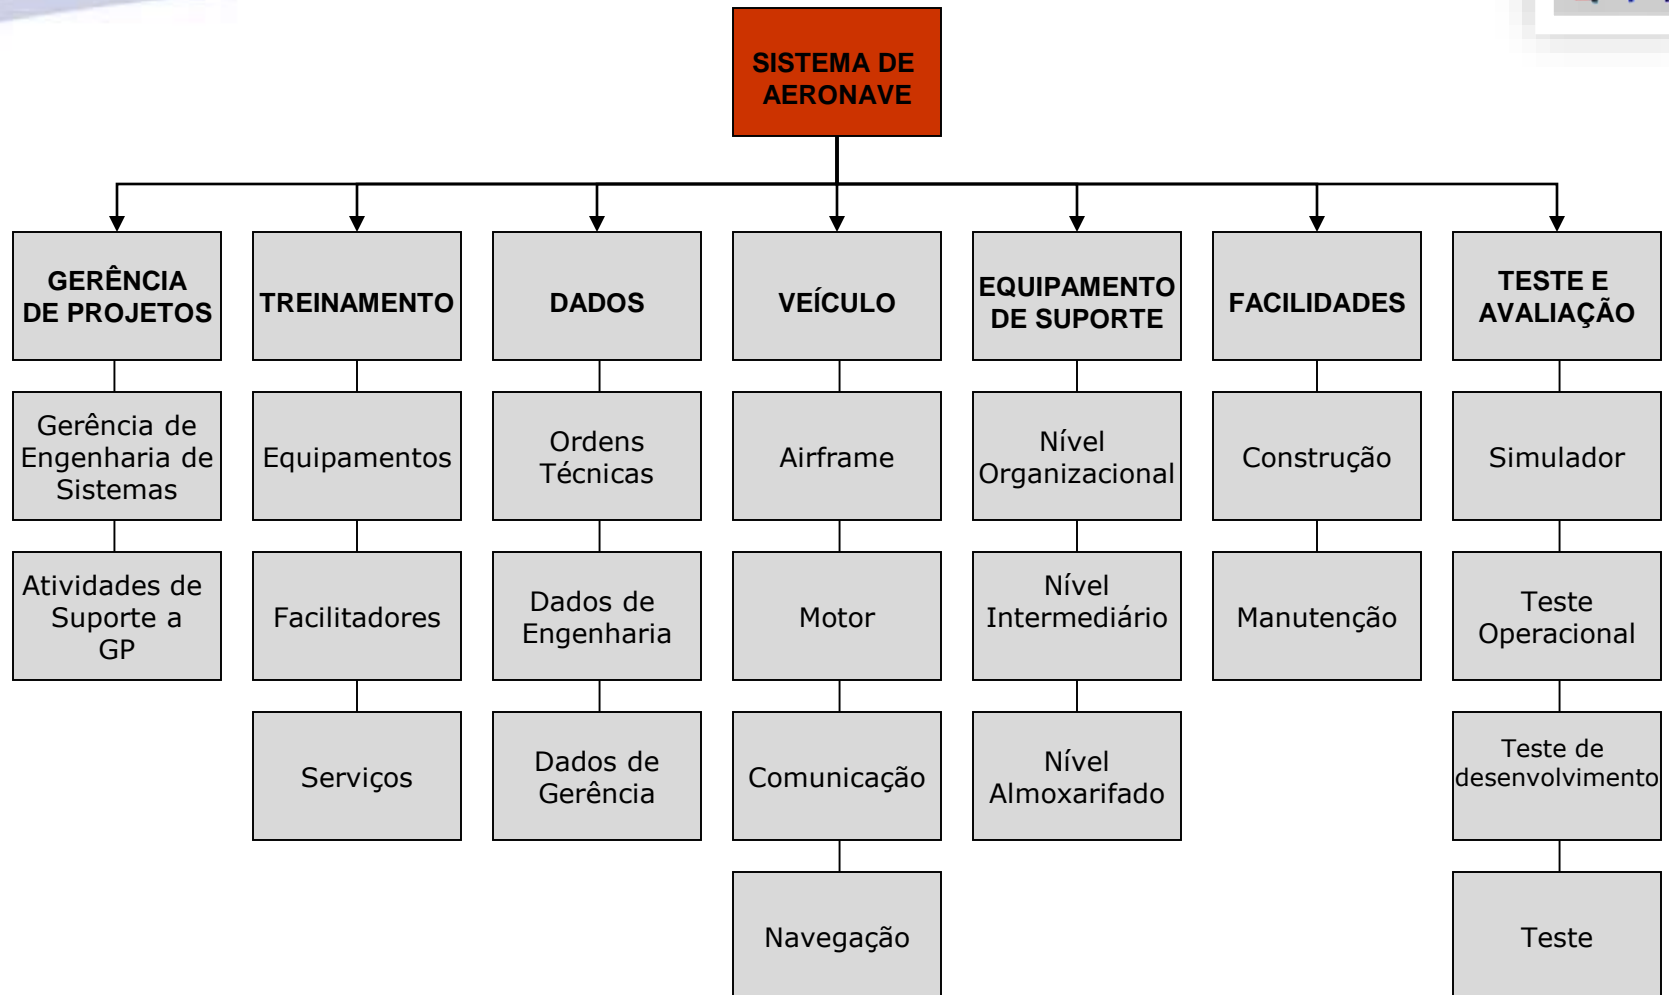 SISTEMA DE
AERONAVE
GERÊNCIA
DE PROJETOS
TREINAMENTO
DADOS
VEÍCULO
EQUIPAMENTO
DE SUPORTE
FACILIDADES
TESTE E
AVALIAÇÃO
Gerência de
Engenharia de
Sistemas
Equipamentos
Ordens
Técnicas
Airframe
Nível
Organizacional
Construção
Simulador
Atividades de
Suporte a
GP
Facilitadores
Dados de
Engenharia
Motor
Nível
Intermediário
Manutenção
Teste
Operacional
Serviços
Dados de
Gerência
Comunicação
Nível
Almoxarifado
Teste de
desenvolvimento
Navegação
Teste